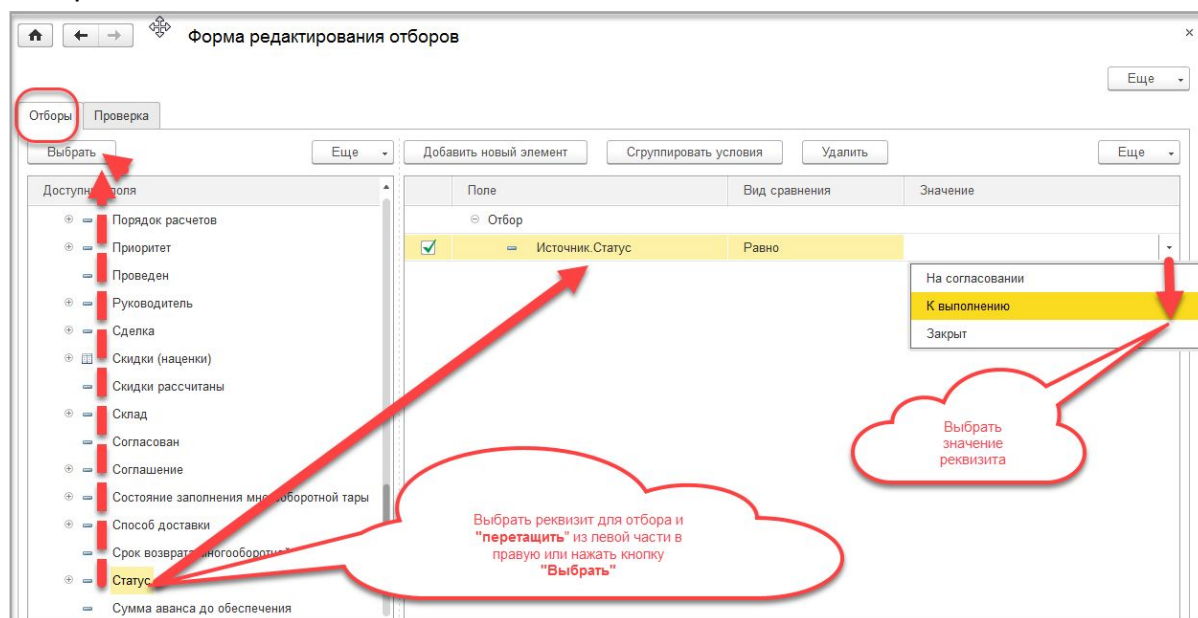 Форма редактирования отборов
×
Еще
Отборы Проверка
Выбрать Еще Добавить новый элемент Сгруппировать условия Удалить Еще
Поле Вид сравнения Значение
Порядок расчетов
Отбор
Приоритет
Источник.Статус Равно
Проведен
На согласовании
Руководитель
К выполнению
Сделка
Закрыт
Скидки (наценки)
Скидки рассчитаны
Склад
Согласован
Соглашение
Состояние заполнения многооборотной тары
Способ доставки
Срок возврата
Статус
Сумма аванса до обеспечения
Выбрать
значение
реквизита
Выбрать реквизит для отбора и
"перетащить" из левой части в
правую или нажать кнопку
"Выбрать"